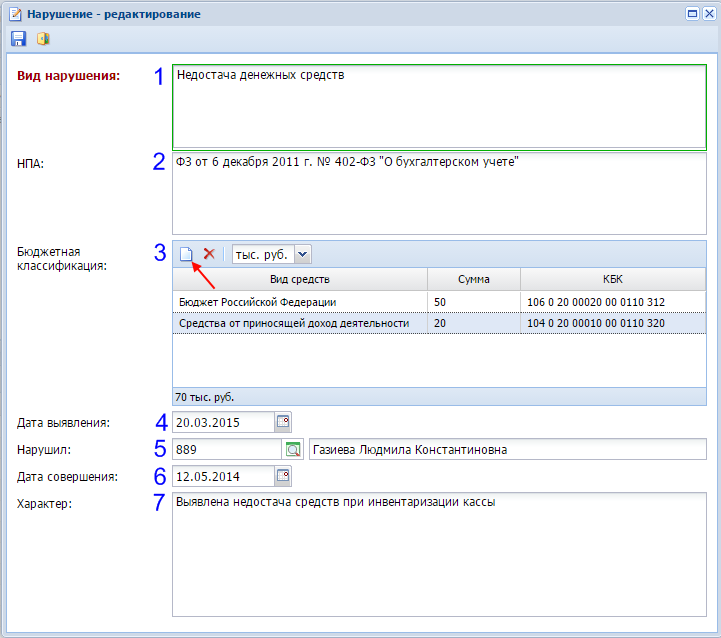 Нарушение - редактирование
Вид нарушения: 1 Недостача денежных средств
НПА: 2 ФЗ от 6 декабря 2011 г. № 402-ФЗ "О бухгалтерском учете"
Бюджетная классификация: 3 тыс. руб.
Вид средств Сумма КБК
Бюджет Российской Федерации 50 106 0 20 00020 00 0110 312
Средства от приносящей доход деятельности 20 104 0 20 00010 00 0110 320
70 тыс. руб.
Дата выявления: 4 20.03.2015
Нарушил: 5 889 Газиева Людмила Константиновна
Дата совершения: 6 12.05.2014
Характер: 7 Выявлена недостача средств при инвентаризации кассы